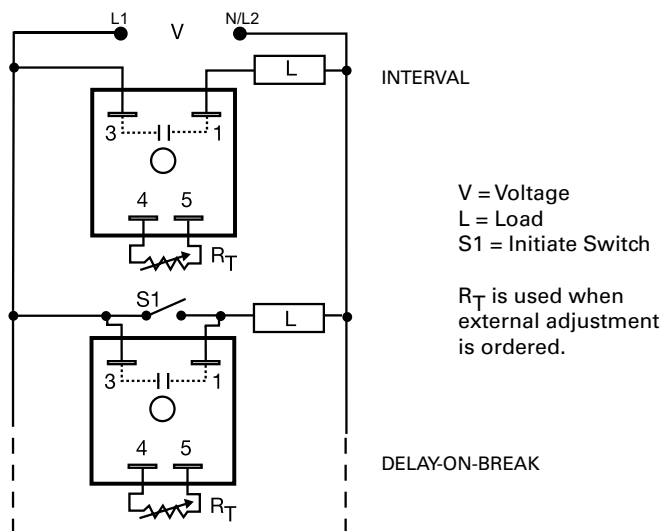 L1 V N/L2
L
INTERVAL
3 1
4 5
RT
V = Voltage
L = Load
S1 = Initiate Switch
RT is used when
external adjustment
is ordered.
S1
L
3 1
4 5
RT
DELAY-ON-BREAK